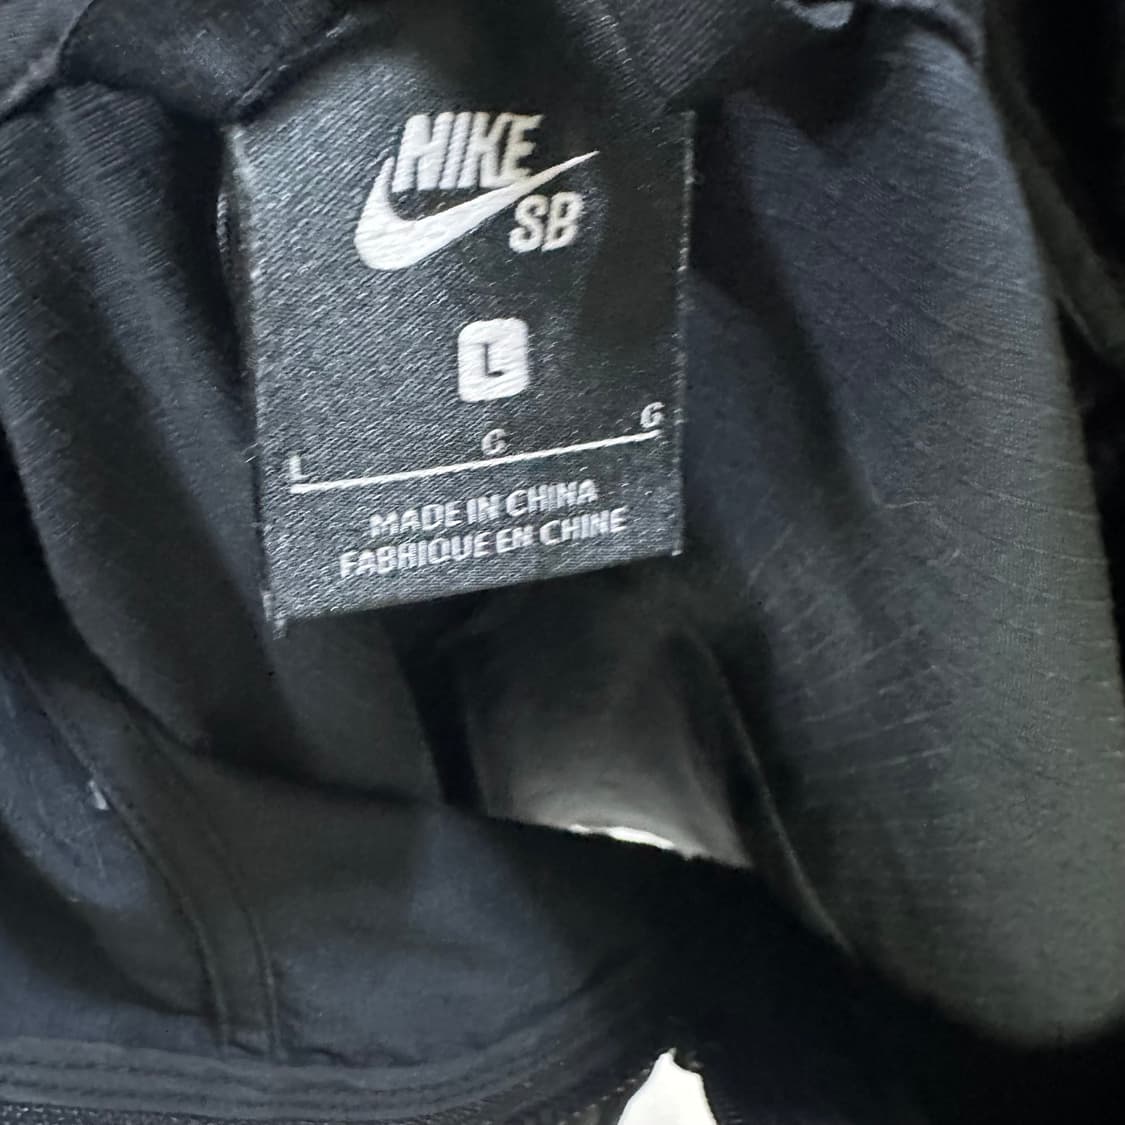 NIKE
SB
L
L G G
MADE IN CHINA
FABRIQUE EN CHINE